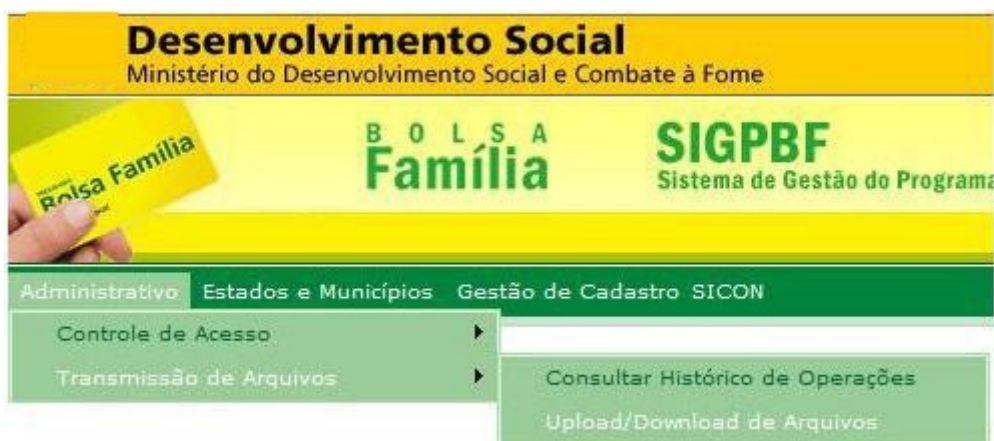 Desenvolvimento Social
Ministério do Desenvolvimento Social e Combate à Fome
Bolsa Família
BOLSA
Família
SIGPBF
Sistema de Gestão do Programa
Administrativo Estados e Municípios Gestão de Cadastro SICON
Controle de Acesso
Transmissão de Arquivos
Consultar Histórico de Operações
Upload/Download de Arquivos